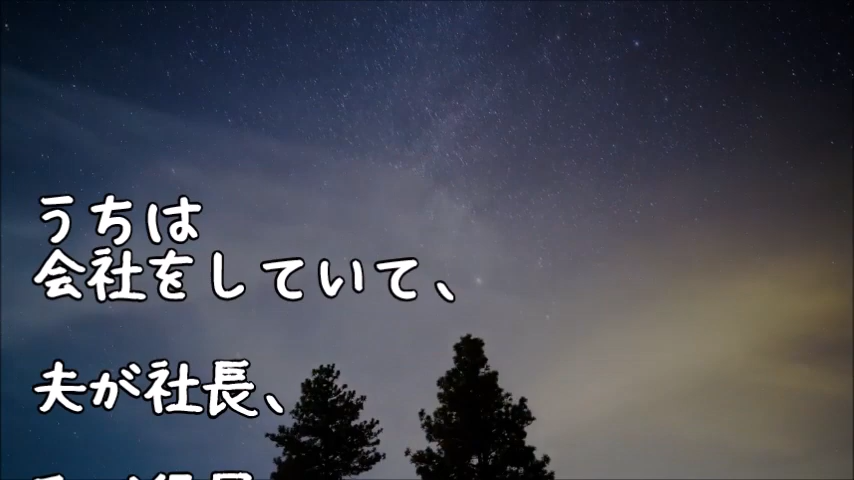 うちは
会社をしていて、
夫が社長、